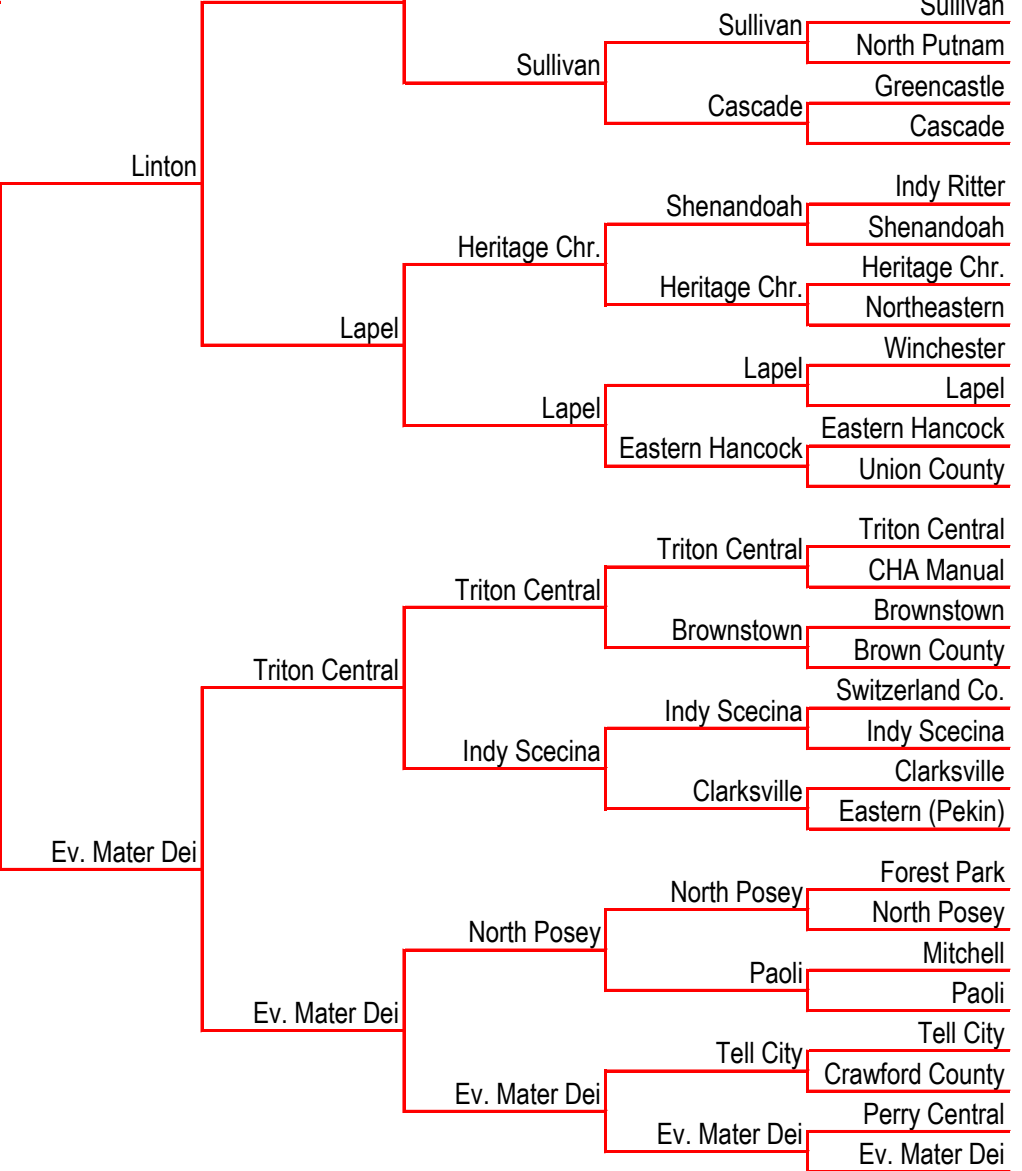 Sullivan
Sullivan
North Putnam
Sullivan
Greencastle
Cascade
Cascade
Linton
Indy Ritter
Shenandoah
Shenandoah
Heritage Chr.
Heritage Chr.
Heritage Chr.
Northeastern
Lapel
Winchester
Lapel
Lapel
Lapel
Eastern Hancock
Eastern Hancock
Union County
Triton Central
Triton Central
CHA Manual
Triton Central
Brownstown
Brownstown
Brown County
Triton Central
Switzerland Co.
Indy Scecina
Indy Scecina
Indy Scecina
Clarksville
Clarksville
Eastern (Pekin)
Ev. Mater Dei
Forest Park
North Posey
North Posey
North Posey
Mitchell
Paoli
Paoli
Ev. Mater Dei
Tell City
Tell City
Crawford County
Ev. Mater Dei
Perry Central
Ev. Mater Dei
Ev. Mater Dei